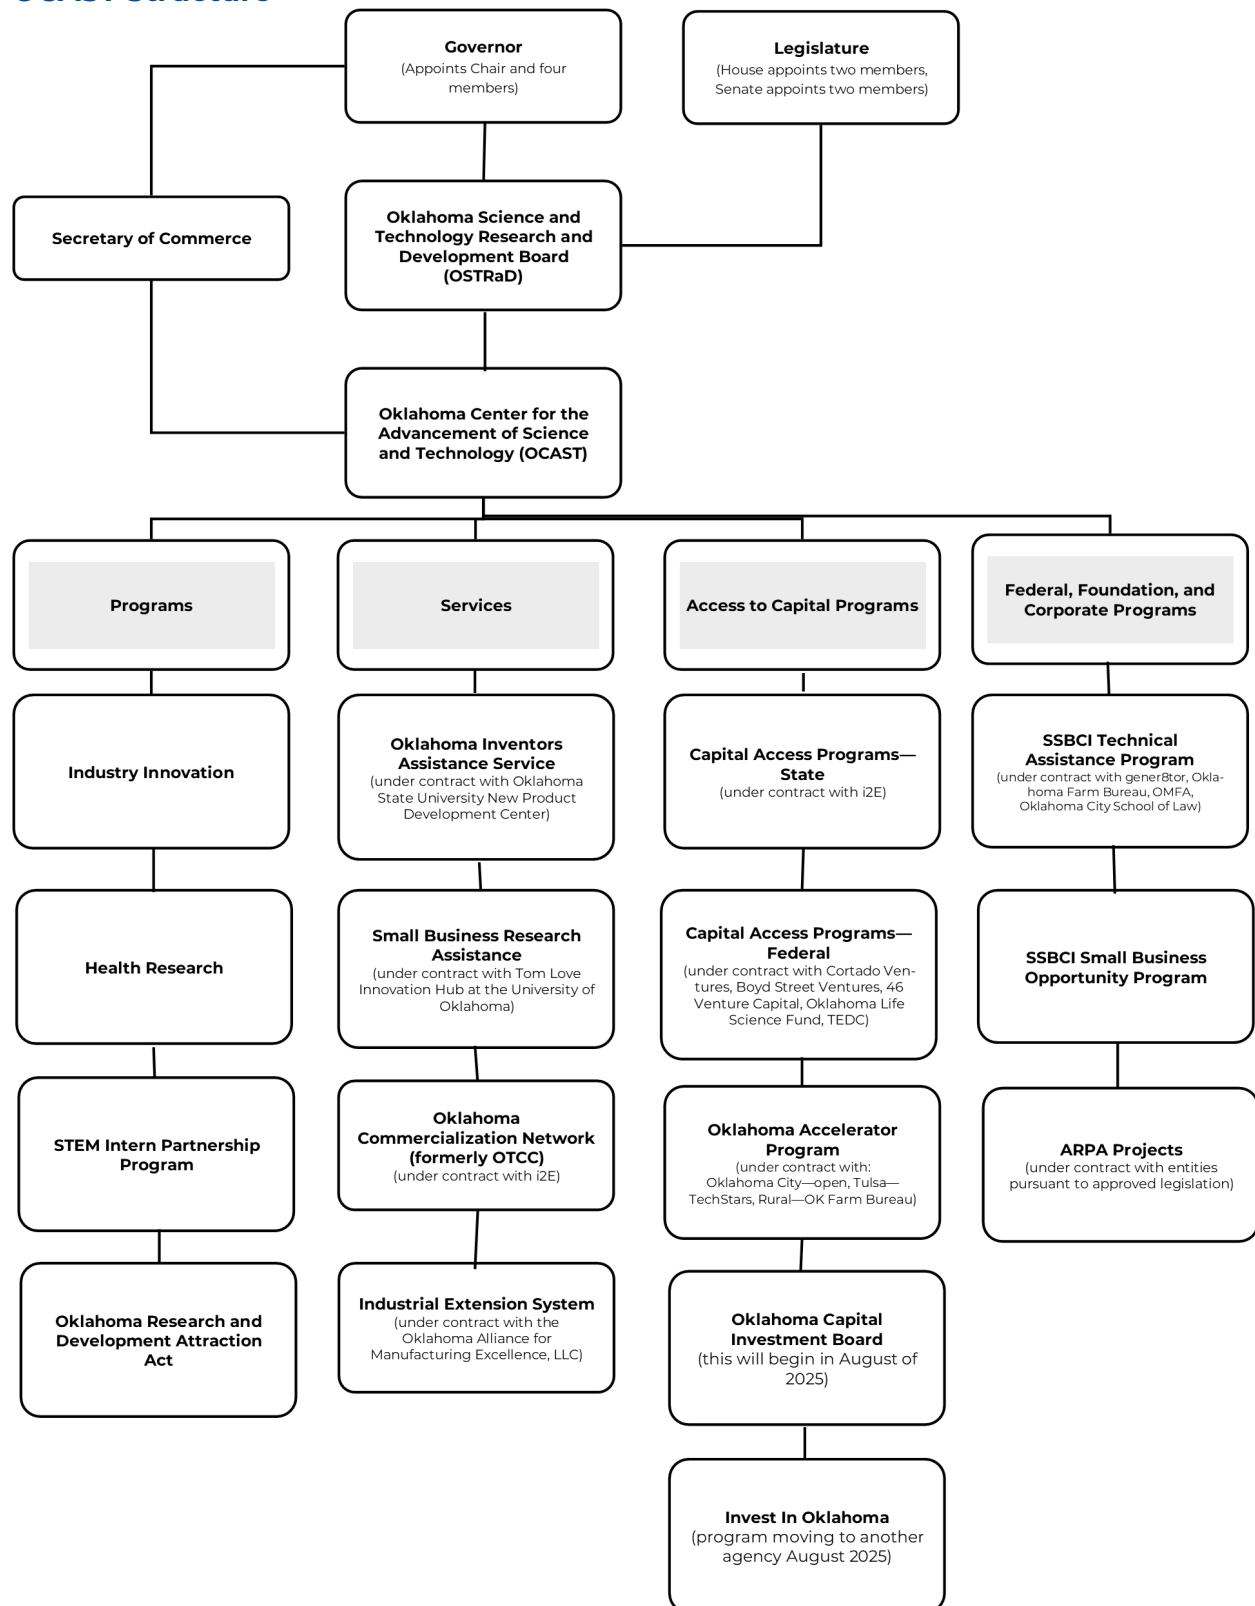 OCAST Structure
Governor
(Appoints Chair and four
members)
Legislature
(House appoints two members,
Senate appoints two members)
Secretary of Commerce
Oklahoma Science and
Technology Research and
Development Board
(OSTRaD)
Oklahoma Center for the
Advancement of Science
and Technology (OCAST)
Programs
Services
Access to Capital Programs
Federal, Foundation, and
Corporate Programs
Industry Innovation
Oklahoma Inventors
Assistance Service
(under contract with Oklahoma
State University New Product
Development Center)
Capital Access Programs—
State
(under contract with i2E)
SSBCI Technical
Assistance Program
(under contract with gener8tor, Okla-
homa Farm Bureau, OMFA,
Oklahoma City School of Law)
Health Research
Small Business Research
Assistance
(under contract with Tom Love
Innovation Hub at the University of
Oklahoma)
Capital Access Programs—
Federal
(under contract with Cortado Ven-
tures, Boyd Street Ventures, 46
Venture Capital, Oklahoma Life
Science Fund, TEDC)
SSBCI Small Business
Opportunity Program
STEM Intern Partnership
Program
Oklahoma
Commercialization Network
(formerly OTCC)
(under contract with i2E)
Oklahoma Accelerator
Program
(under contract with:
Oklahoma City—open, Tulsa—
TechStars, Rural—OK Farm Bureau)
ARPA Projects
(under contract with entities
pursuant to approved legislation)
Oklahoma Research and
Development Attraction
Act
Industrial Extension System
(under contract with the
Oklahoma Alliance for
Manufacturing Excellence, LLC)
Oklahoma Capital
Investment Board
(this will begin in August of
2025)
Invest In Oklahoma
(program moving to another
agency August 2025)